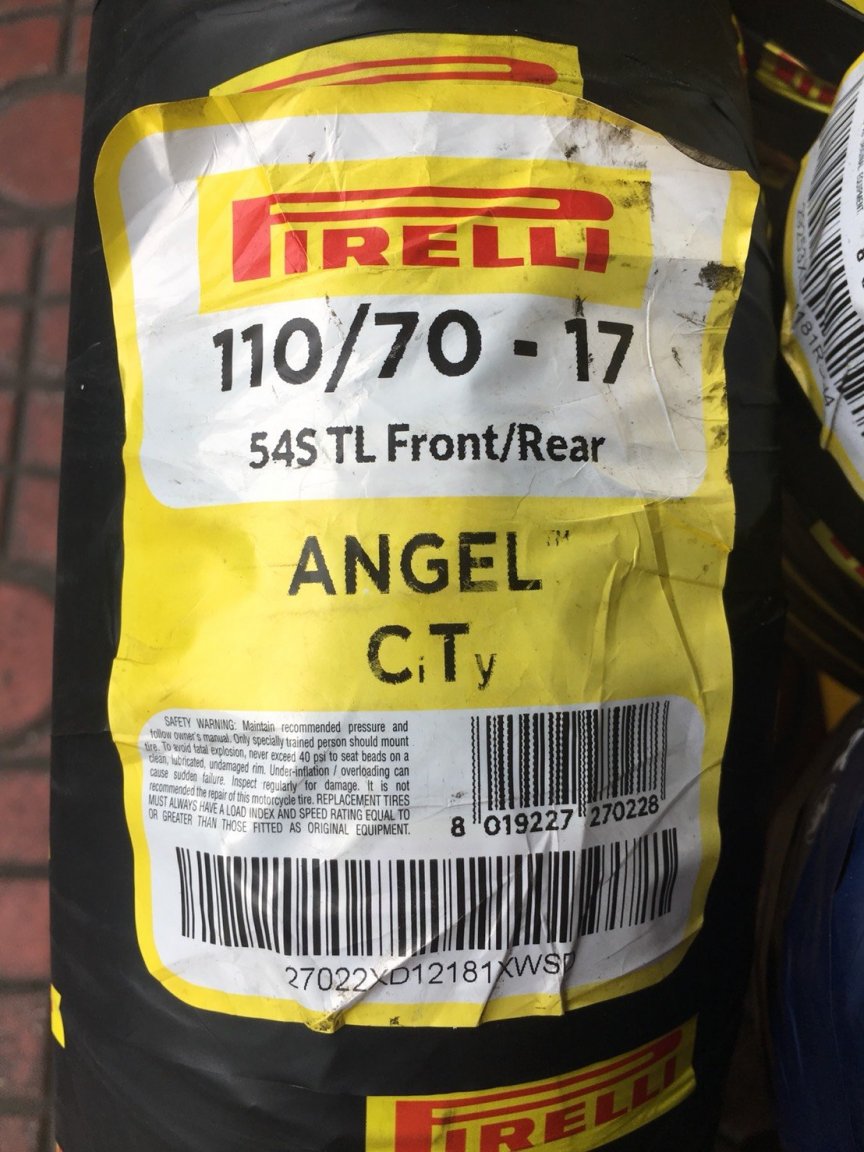 PIRELLI
110/70 - 17
54S TL Front/Rear
ANGEL™
CiTy
SAFETY WARNING: Maintain recommended pressure and
follow owner's manual. Only specially trained person should mount
tire. To avoid fatal explosion, never exceed 40 psi to seat beads on a
clean, lubricated, undamaged rim. Under-inflation / overloading can
cause sudden failure. Inspect regularly for damage. It is not
recommended the repair of this motorcycle tire. REPLACEMENT TIRES
MUST ALWAYS HAVE A LOAD INDEX AND SPEED RATING EQUAL TO
OR GREATER THAN THOSE FITTED AS ORIGINAL EQUIPMENT.
8 019227 270228
27022XD12181XWSP
PIRELLI